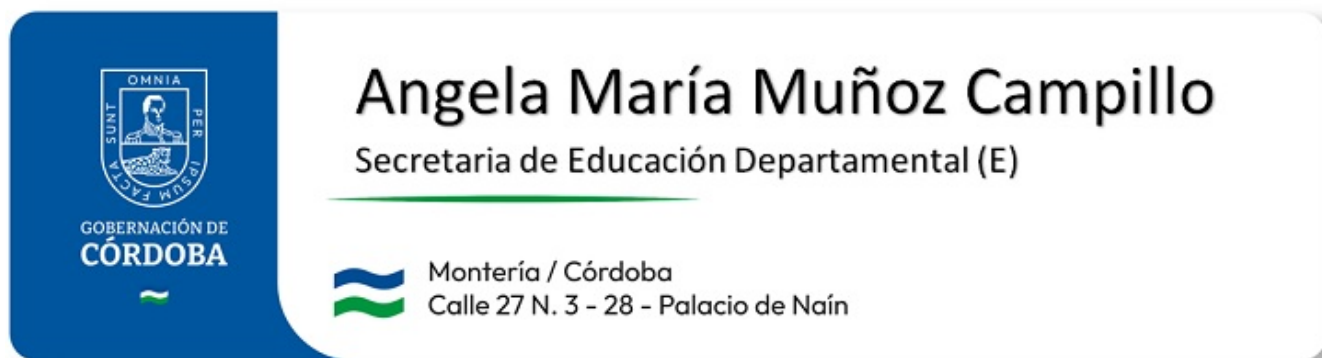 OMNIA PER IPSUM FACTA SUNT
GOBERNACIÓN DE
CÓRDOBA
Angela María Muñoz Campillo
Secretaria de Educación Departamental (E)
Montería / Córdoba
Calle 27 N. 3 - 28 - Palacio de Naín